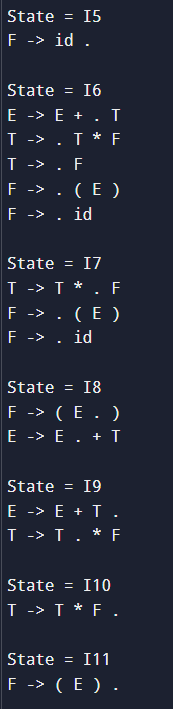 State = I5
F -> id .
State = I6
E -> E + . T
T -> . T * F
T -> . F
F -> . ( E )
F -> . id
State = I7
T -> T * . F
F -> . ( E )
F -> . id
State = I8
F -> ( E . )
E -> E . + T
State = I9
E -> E + T .
T -> T . * F
State = I10
T -> T * F .
State = I11
F -> ( E ) .